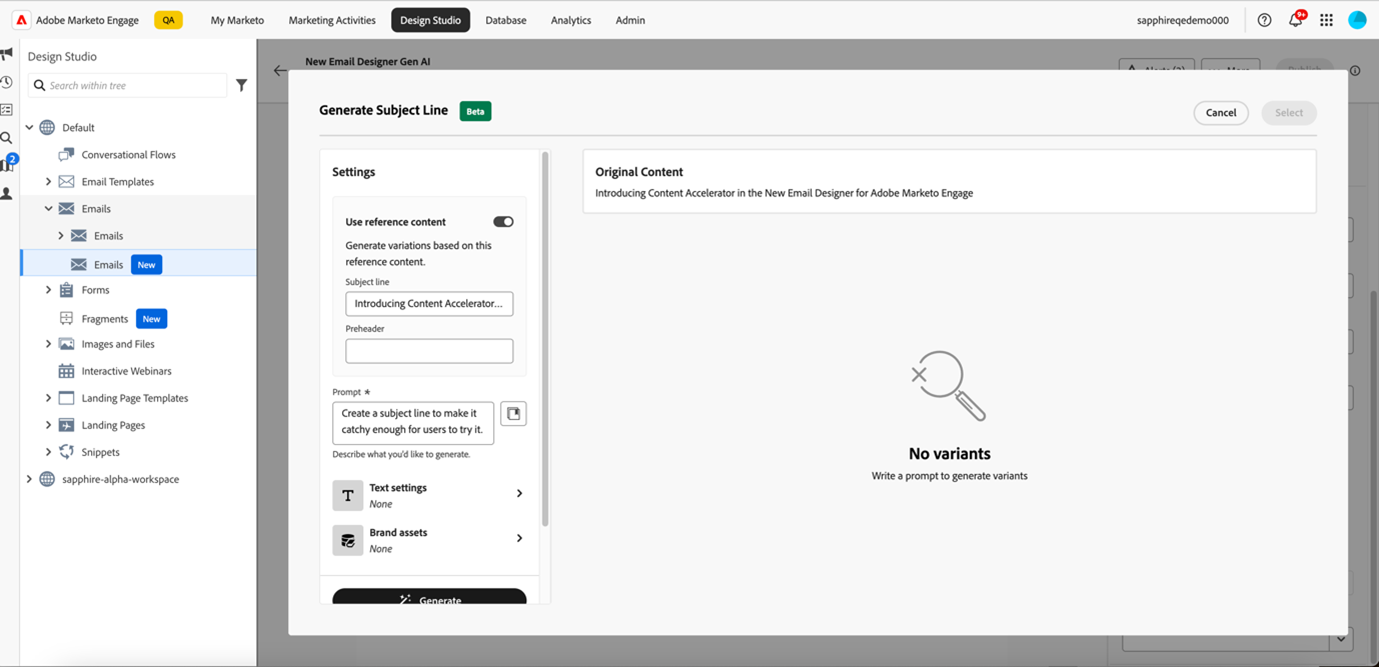 Adobe Marketo Engage
QA
My Marketo
Marketing Activities
Design Studio
Database
Analytics
Admin
sapphireqedemo000
9+
Design Studio
Search within tree
2
Default
Conversational Flows
Email Templates
Emails
Emails
Emails
New
Forms
Fragments
New
Images and Files
Interactive Webinars
Landing Page Templates
Landing Pages
Snippets
sapphire-alpha-workspace
New Email Designer Gen AI
Alerts (2)
More
Publish
Generate Subject Line
Beta
Cancel
Select
Settings
Use reference content
Generate variations based on this
reference content.
Subject line
Introducing Content Accelerator...
Preheader
Prompt *
Create a subject line to make it
catchy enough for users to try it.
Describe what you'd like to generate.
T
Text settings
None
Brand assets
None
Generate
Original Content
Introducing Content Accelerator in the New Email Designer for Adobe Marketo Engage
No variants
Write a prompt to generate variants